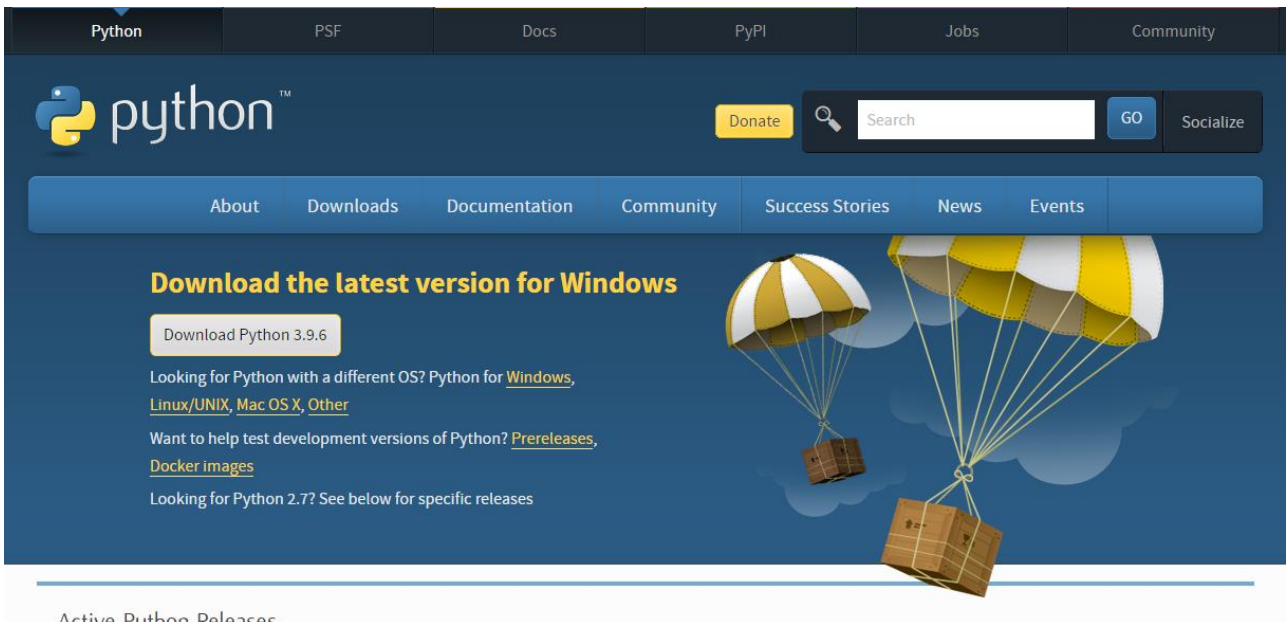 Python PSF Docs PyPI Jobs Community
python™
Donate Search GO Socialize
About Downloads Documentation Community Success Stories News Events
Download the latest version for Windows
Download Python 3.9.6
Looking for Python with a different OS? Python for Windows,
Linux/UNIX, Mac OS X, Other
Want to help test development versions of Python? Prereleases,
Docker images
Looking for Python 2.7? See below for specific releases
Active Python Releases